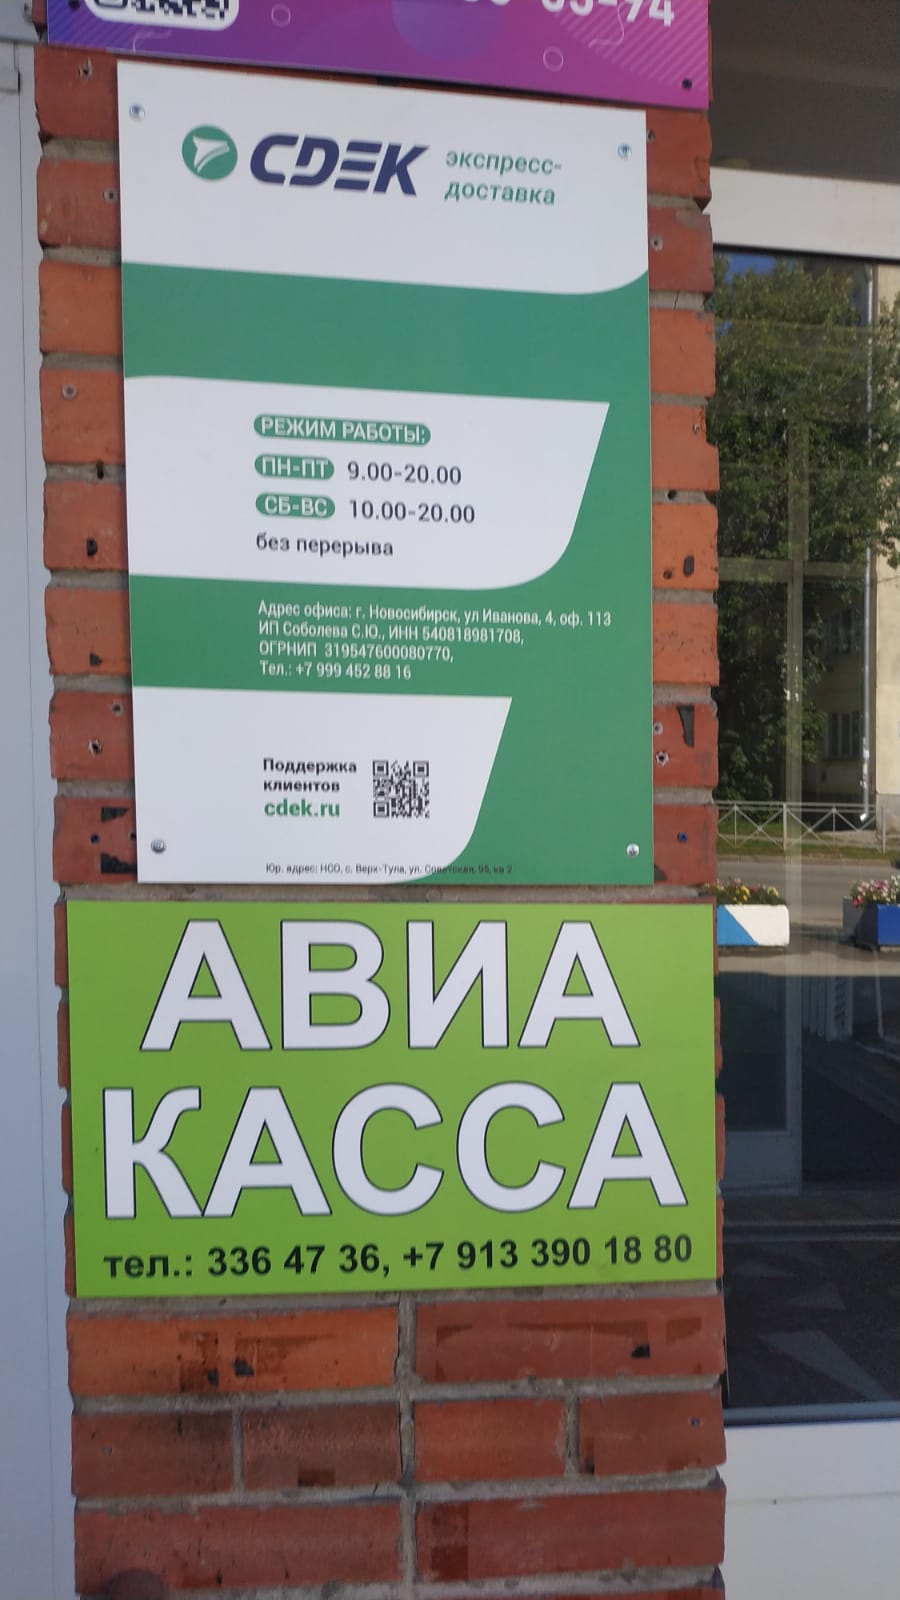 CDEK экспресс-
доставка
РЕЖИМ РАБОТЫ:
ПН-ПТ 9.00-20.00
СБ-ВС 10.00-20.00
без перерыва
Адрес офиса: г. Новосибирск, ул Иванова, 4, оф. 113
ИП Соболева С.Ю., ИНН 540818981708,
ОГРНИП 319547600080770,
Тел.: +7 999 452 88 16
Поддержка
клиентов
cdek.ru
Юр. адрес: НСО, с. Верх-Тула, ул. Советская, 95, кв 2
АВИА
КАССА
тел.: 336 47 36, +7 913 390 18 80